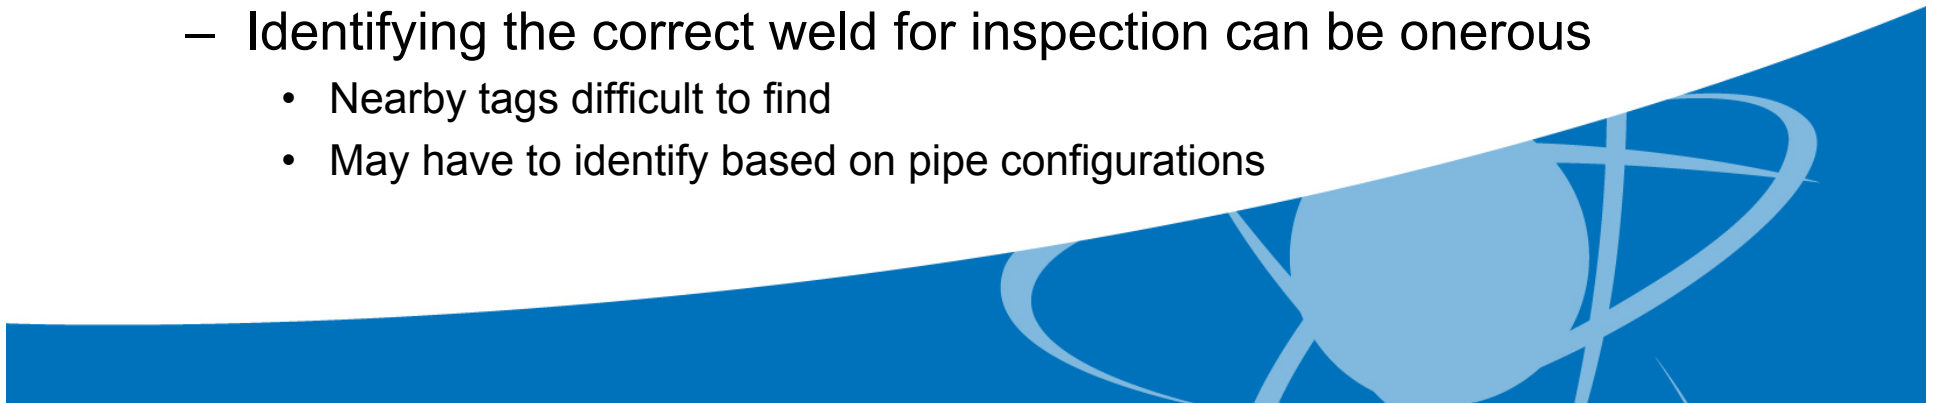 – Identifying the correct weld for inspection can be onerous
• Nearby tags difficult to find
• May have to identify based on pipe configurations